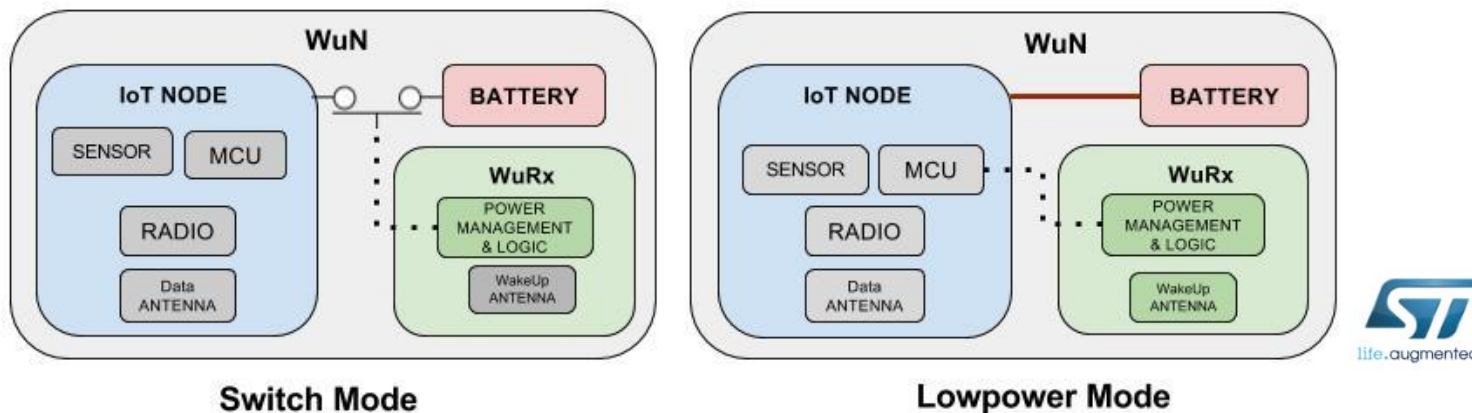 WuN
IoT NODE
BATTERY
SENSOR
MCU
WuRx
POWER
MANAGEMENT
& LOGIC
RADIO
WakeUp
ANTENNA
Data
ANTENNA
Switch Mode
WuN
IoT NODE
BATTERY
SENSOR
MCU
WuRx
POWER
MANAGEMENT
& LOGIC
RADIO
Data
ANTENNA
WakeUp
ANTENNA
Lowpower Mode
ST
life.augmented